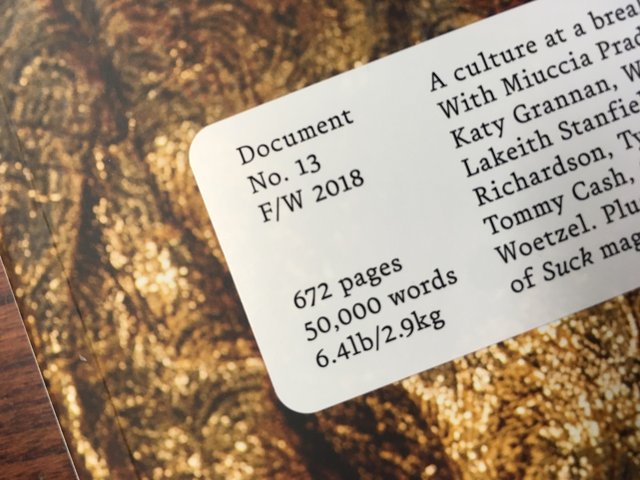 Document
No. 13
F/W 2018
672 pages
50,000 words
6.4lb/2.9kg
A culture at a
With Miuccia
Katy Grannan,
Lakeith
Richardson,
Tommy Cash,
Woetzel.
of Suck